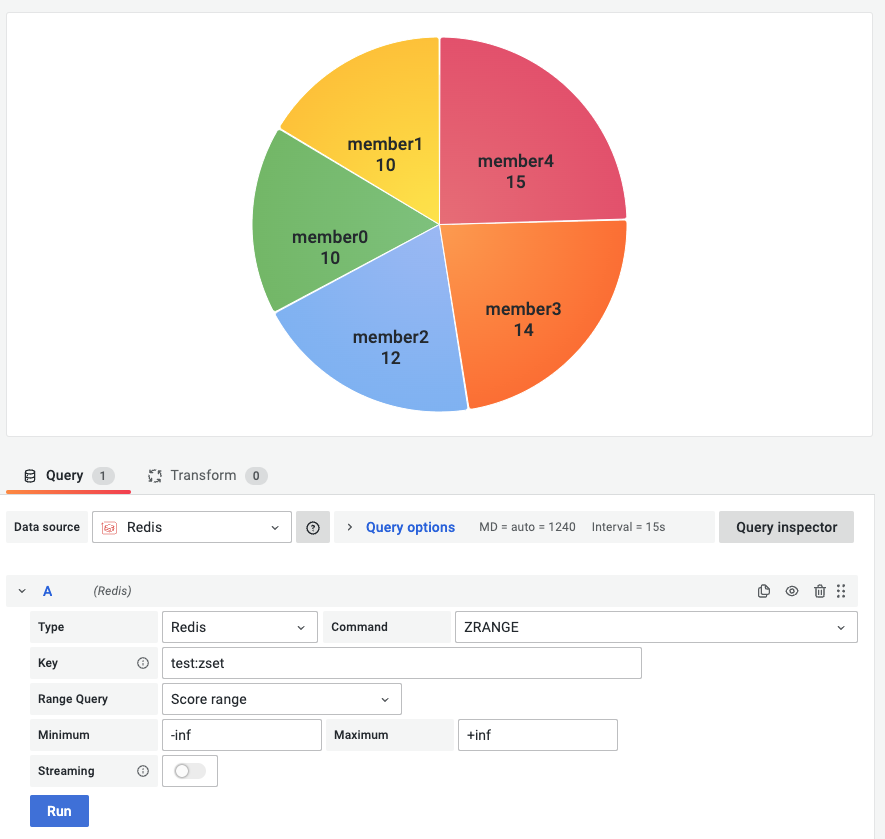 member1
10
member4
15
member0
10
member3
14
member2
12
Query 1 Transform 0
Data source Redis Query options MD = auto = 1240 Interval = 15s Query inspector
A (Redis)
Type Redis Command ZRANGE
Key test:zset
Range Query Score range
Minimum -inf Maximum +inf
Streaming
Run